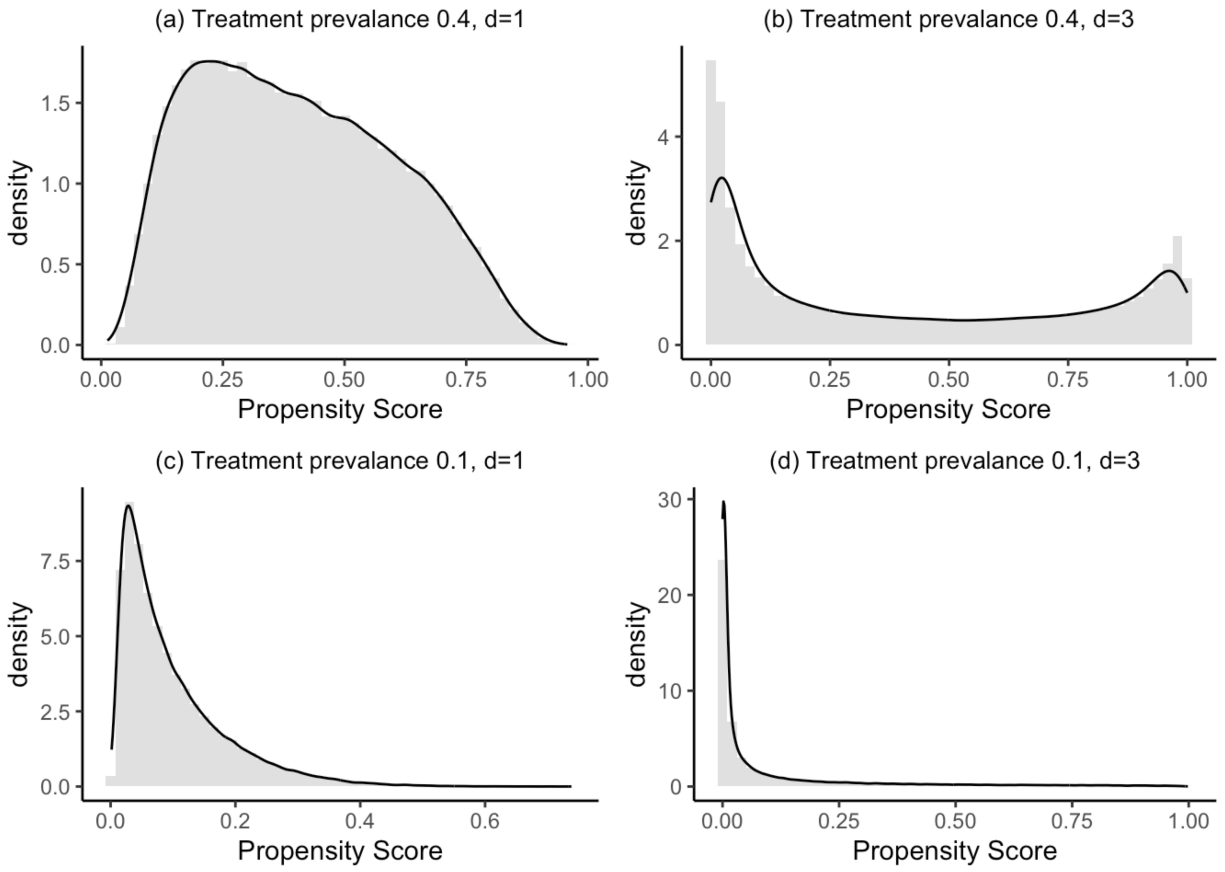 (a) Treatment prevalance 0.4, d=1
density
1.5
1.0
0.5
0.0
0.00 0.25 0.50 0.75 1.00
Propensity Score
(b) Treatment prevalance 0.4, d=3
density
4
2
0
0.00 0.25 0.50 0.75 1.00
Propensity Score
(c) Treatment prevalance 0.1, d=1
density
7.5
5.0
2.5
0.0
0.0 0.2 0.4 0.6
Propensity Score
(d) Treatment prevalance 0.1, d=3
density
30
20
10
0
0.00 0.25 0.50 0.75 1.00
Propensity Score